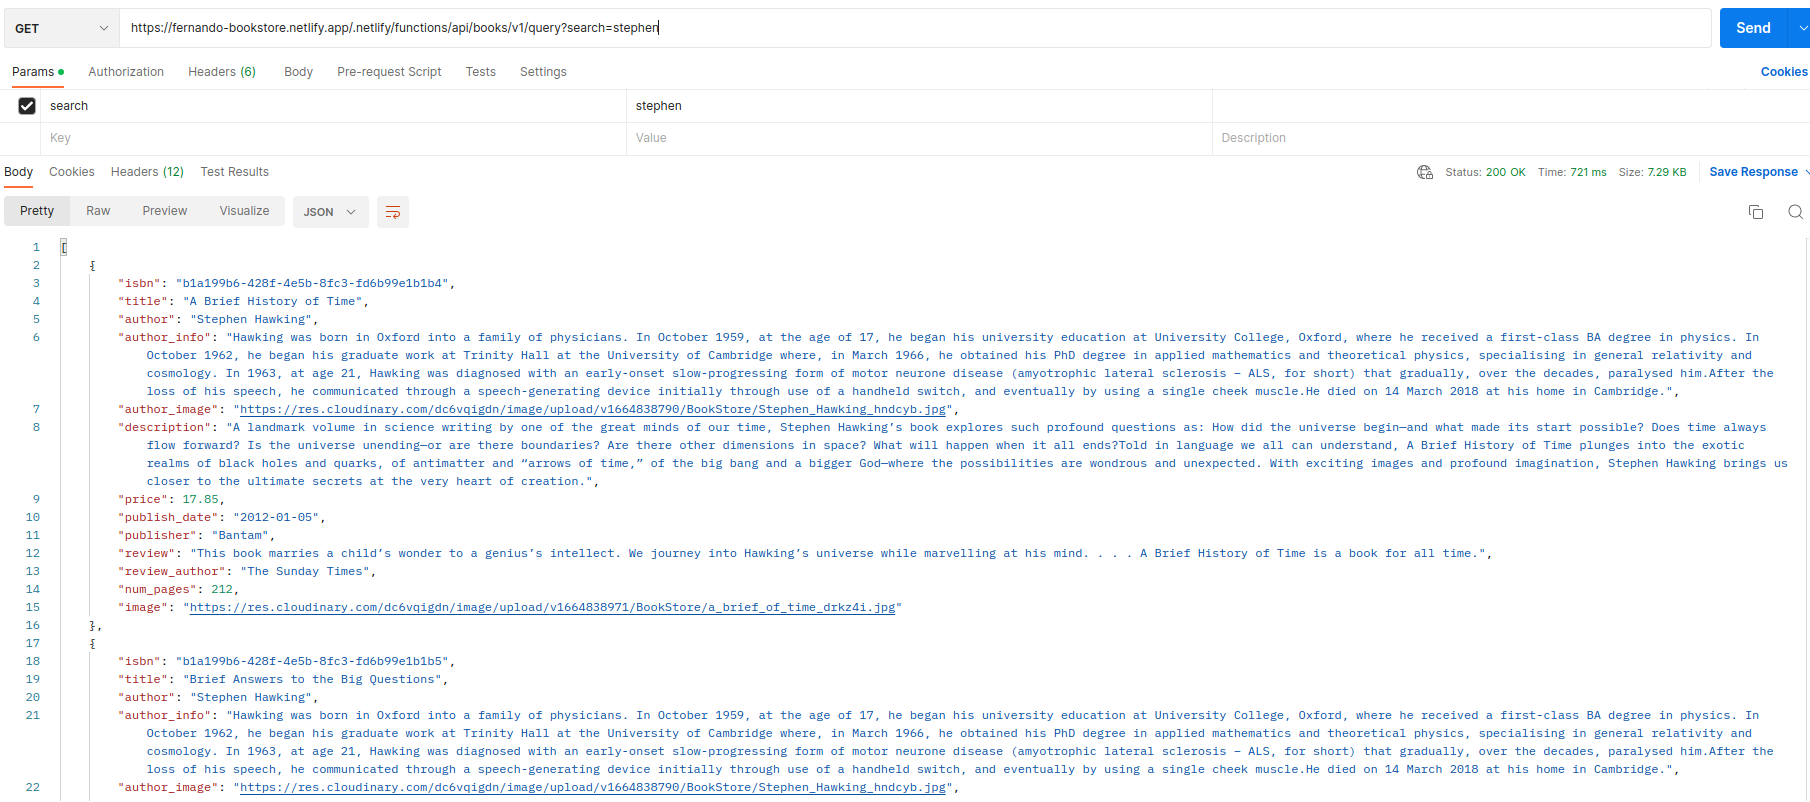 GET https://fernando-bookstore.netlify.app/.netlify/functions/api/books/v1/query?search=stephen Send
Params Authorization Headers (6) Body Pre-request Script Tests Settings Cookies
search stephen
Key Value Description
Body Cookies Headers (12) Test Results Status: 200 OK Time: 721 ms Size: 7.29 KB Save Response
Pretty Raw Preview Visualize JSON
1 [
2 {
3 "isbn": "b1a199b6-428f-4e5b-8fc3-fd6b99e1b1b4",
4 "title": "A Brief History of Time",
5 "author": "Stephen Hawking",
6 "author_info": "Hawking was born in Oxford into a family of physicians. In October 1959, at the age of 17, he began his university education at University College, Oxford, where he received a first-class BA degree in physics. In
October 1962, he began his graduate work at Trinity Hall at the University of Cambridge where, in March 1966, he obtained his PhD degree in applied mathematics and theoretical physics, specialising in general relativity and
cosmology. In 1963, at age 21, Hawking was diagnosed with an early-onset slow-progressing form of motor neurone disease (amyotrophic lateral sclerosis – ALS, for short) that gradually, over the decades, paralysed him.After the
loss of his speech, he communicated through a speech-generating device initially through use of a handheld switch, and eventually by using a single cheek muscle.He died on 14 March 2018 at his home in Cambridge.",
7 "author_image": "https://res.cloudinary.com/dc6vqigdn/image/upload/v1664838790/BookStore/Stephen_Hawking_hndcyb.jpg",
8 "description": "A landmark volume in science writing by one of the great minds of our time, Stephen Hawking’s book explores such profound questions as: How did the universe begin—and what made its start possible? Does time always
flow forward? Is the universe unending—or are there boundaries? Are there other dimensions in space? What will happen when it all ends?Told in language we all can understand, A Brief History of Time plunges into the exotic
realms of black holes and quarks, of antimatter and “arrows of time,” of the big bang and a bigger God—where the possibilities are wondrous and unexpected. With exciting images and profound imagination, Stephen Hawking brings us
closer to the ultimate secrets at the very heart of creation.",
9 "price": 17.85,
10 "publish_date": "2012-01-05",
11 "publisher": "Bantam",
12 "review": "This book marries a child’s wonder to a genius’s intellect. We journey into Hawking’s universe while marvelling at his mind. . . . A Brief History of Time is a book for all time.",
13 "review_author": "The Sunday Times",
14 "num_pages": 212,
15 "image": "https://res.cloudinary.com/dc6vqigdn/image/upload/v1664838971/BookStore/a_brief_of_time_drkz4i.jpg"
16 },
17 {
18 "isbn": "b1a199b6-428f-4e5b-8fc3-fd6b99e1b1b5",
19 "title": "Brief Answers to the Big Questions",
20 "author": "Stephen Hawking",
21 "author_info": "Hawking was born in Oxford into a family of physicians. In October 1959, at the age of 17, he began his university education at University College, Oxford, where he received a first-class BA degree in physics. In
October 1962, he began his graduate work at Trinity Hall at the University of Cambridge where, in March 1966, he obtained his PhD degree in applied mathematics and theoretical physics, specialising in general relativity and
cosmology. In 1963, at age 21, Hawking was diagnosed with an early-onset slow-progressing form of motor neurone disease (amyotrophic lateral sclerosis – ALS, for short) that gradually, over the decades, paralysed him.After the
loss of his speech, he communicated through a speech-generating device initially through use of a handheld switch, and eventually by using a single cheek muscle.He died on 14 March 2018 at his home in Cambridge.",
22 "author_image": "https://res.cloudinary.com/dc6vqigdn/image/upload/v1664838790/BookStore/Stephen_Hawking_hndcyb.jpg",